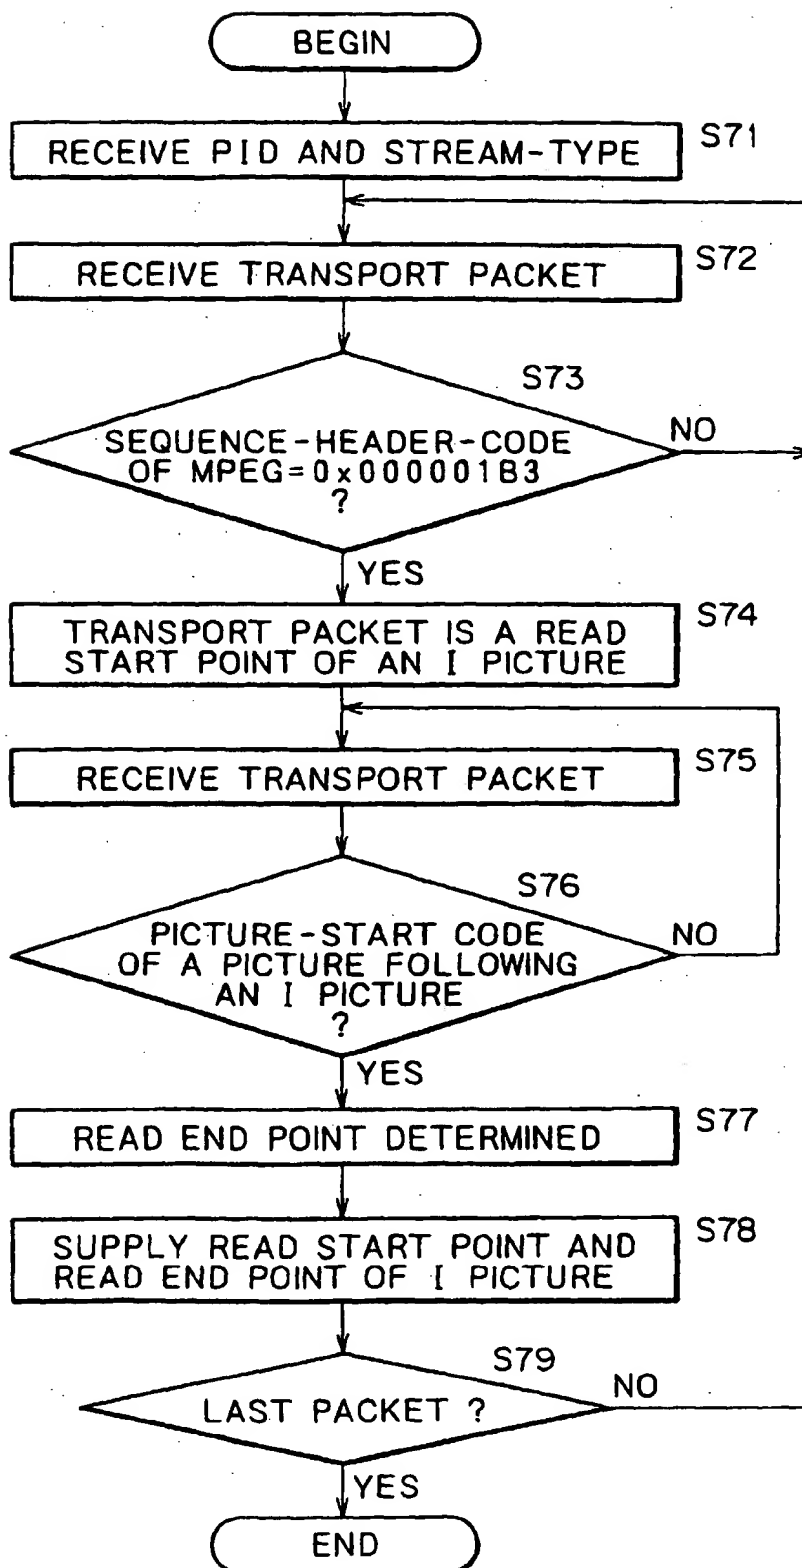 BEGIN
RECEIVE PID AND STREAM-TYPE
S71
RECEIVE TRANSPORT PACKET
S72
S73
SEQUENCE-HEADER-CODE
OF MPEG=0x000001B3
?
NO
YES
TRANSPORT PACKET IS A READ
START POINT OF AN I PICTURE
S74
RECEIVE TRANSPORT PACKET
S75
S76
PICTURE-START CODE
OF A PICTURE FOLLOWING
AN I PICTURE
?
NO
YES
READ END POINT DETERMINED
S77
SUPPLY READ START POINT AND
READ END POINT OF I PICTURE
S78
S79
LAST PACKET ?
NO
YES
END